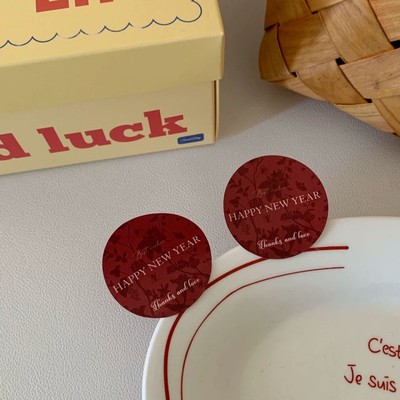 d luck
HAPPY NEW YEAR
Thanks and love
HAPPY NEW YEAR
Thanks and love
C'est
Je suis